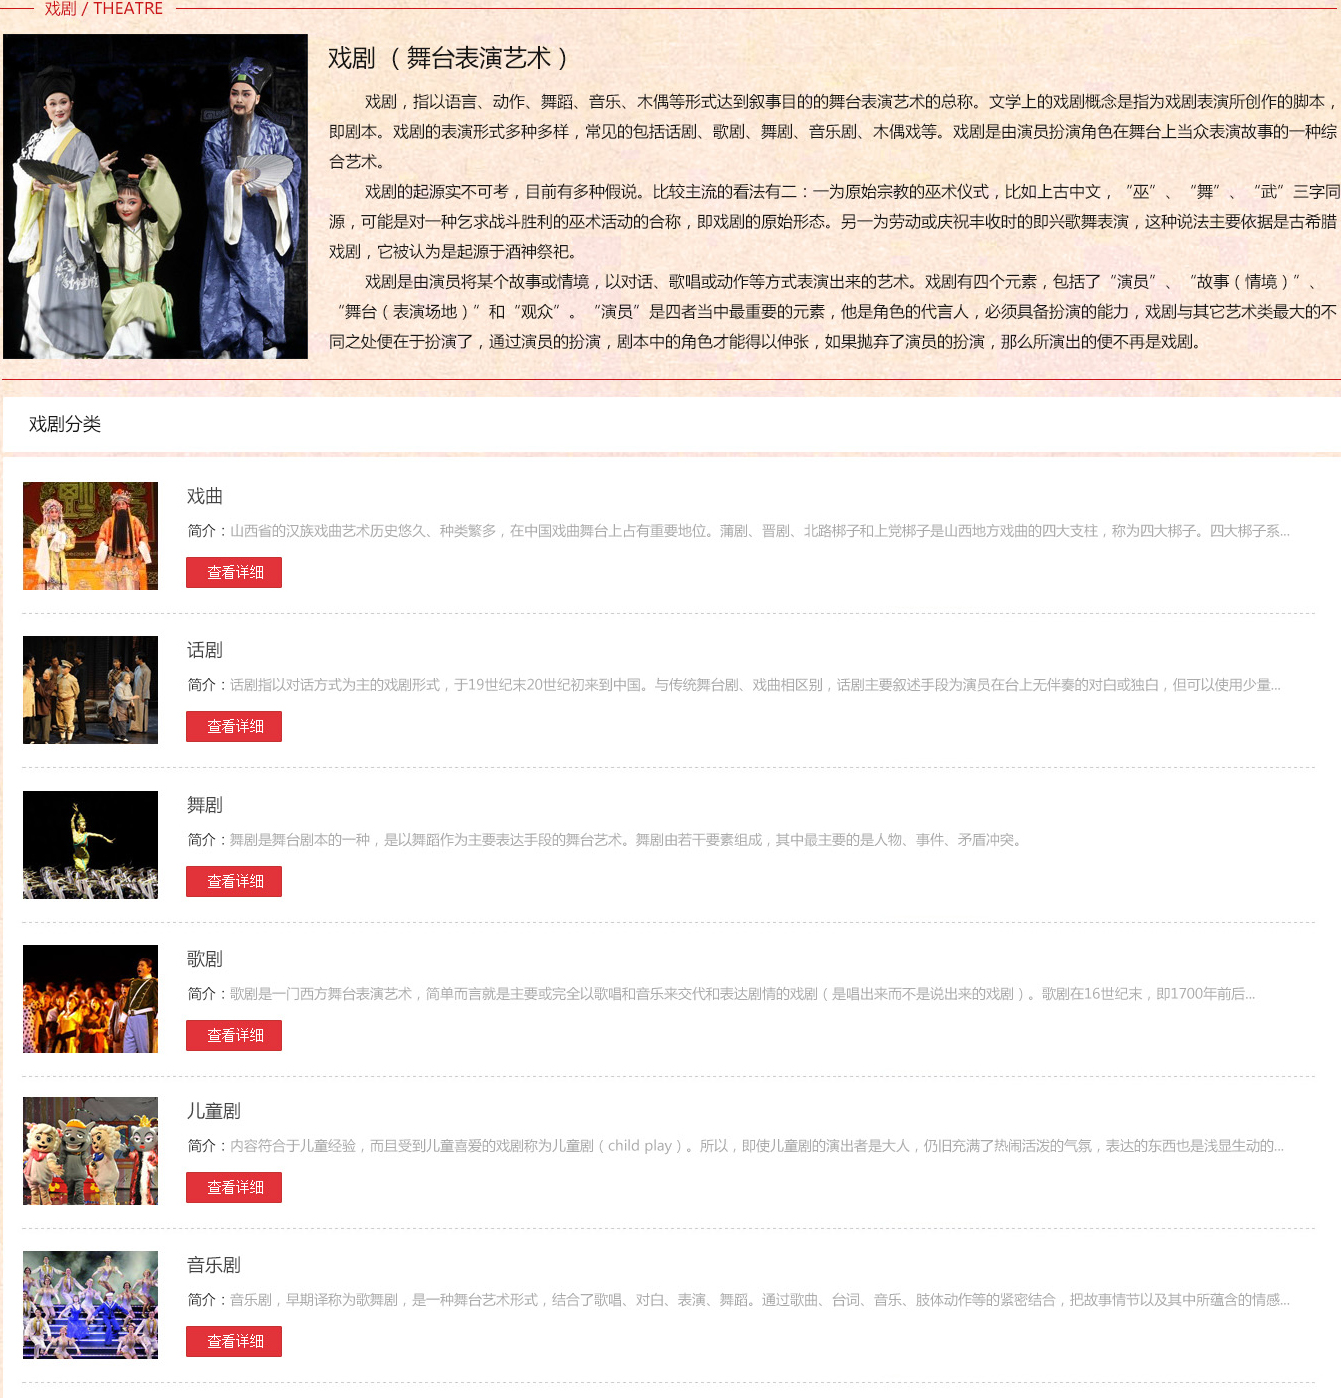 戏剧 / THEATRE
戏剧 （ 舞台表演艺术 ）
戏剧，指以语言、动作、舞蹈、音乐、木偶等形式达到叙事目的的舞台表演艺术的总称。文学上的戏剧概念是指为戏剧表演所创作的脚本，
即剧本。戏剧的表演形式多种多样，常见的包括话剧、歌剧、舞剧、音乐剧、木偶戏等。戏剧是由演员扮演角色在舞台上当众表演故事的一种综
合艺术。
戏剧的起源实不可考，目前有多种假说。比较主流的看法有二：一为原始宗教的巫术仪式，比如上古中文，“巫”、“舞”、“武”三字同
源，可能是对一种乞求战斗胜利的巫术活动的合称，即戏剧的原始形态。另一为劳动或庆祝丰收时的即兴歌舞表演，这种说法主要依据是古希腊
戏剧，它被认为是起源于酒神祭祀。
戏剧是由演员将某个故事或情境，以对话、歌唱或动作等方式表演出来的艺术。戏剧有四个元素，包括了“演员”、“故事（情境）”、
“舞台（表演场地）”和“观众”。“演员”是四者当中最重要的元素，他是角色的代言人，必须具备扮演的能力，戏剧与其它艺术类最大的不
同之处便在于扮演了，通过演员的扮演，剧本中的角色才能得以伸张，如果抛弃了演员的扮演，那么所演出的便不再是戏剧。
戏剧分类
戏曲
简介：山西省的汉族戏曲艺术历史悠久、种类繁多，在中国戏曲舞台上占有重要地位。蒲剧、晋剧、北路梆子和上党梆子是山西地方戏曲的四大支柱，称为四大梆子。四大梆子系...
查看详细
话剧
简介：话剧指以对话方式为主的戏剧形式，于19世纪末20世纪初来到中国。与传统舞台剧、戏曲相区别，话剧主要叙述手段为演员在台上无伴奏的对白或独白，但可以使用少量...
查看详细
舞剧
简介：舞剧是舞台剧本的一种，是以舞蹈作为主要表达手段的舞台艺术。舞剧由若干要素组成，其中最主要的是人物、事件、矛盾冲突。
查看详细
歌剧
简介：歌剧是一门西方舞台表演艺术，简单而言就是主要或完全以歌唱和音乐来交代和表达剧情的戏剧（是唱出来而不是说出来的戏剧）。歌剧在16世纪末，即1700年前后...
查看详细
儿童剧
简介：内容符合于儿童经验，而且受到儿童喜爱的戏剧称为儿童剧（child play）。所以，即使儿童剧的演出者是大人，仍旧充满了热闹活泼的气氛，表达的东西也是浅显生动的...
查看详细
音乐剧
简介：音乐剧，早期译称为歌舞剧，是一种舞台艺术形式，结合了歌唱、对白、表演、舞蹈。通过歌曲、台词、音乐、肢体动作等的紧密结合，把故事情节以及其中所蕴含的情感...
查看详细